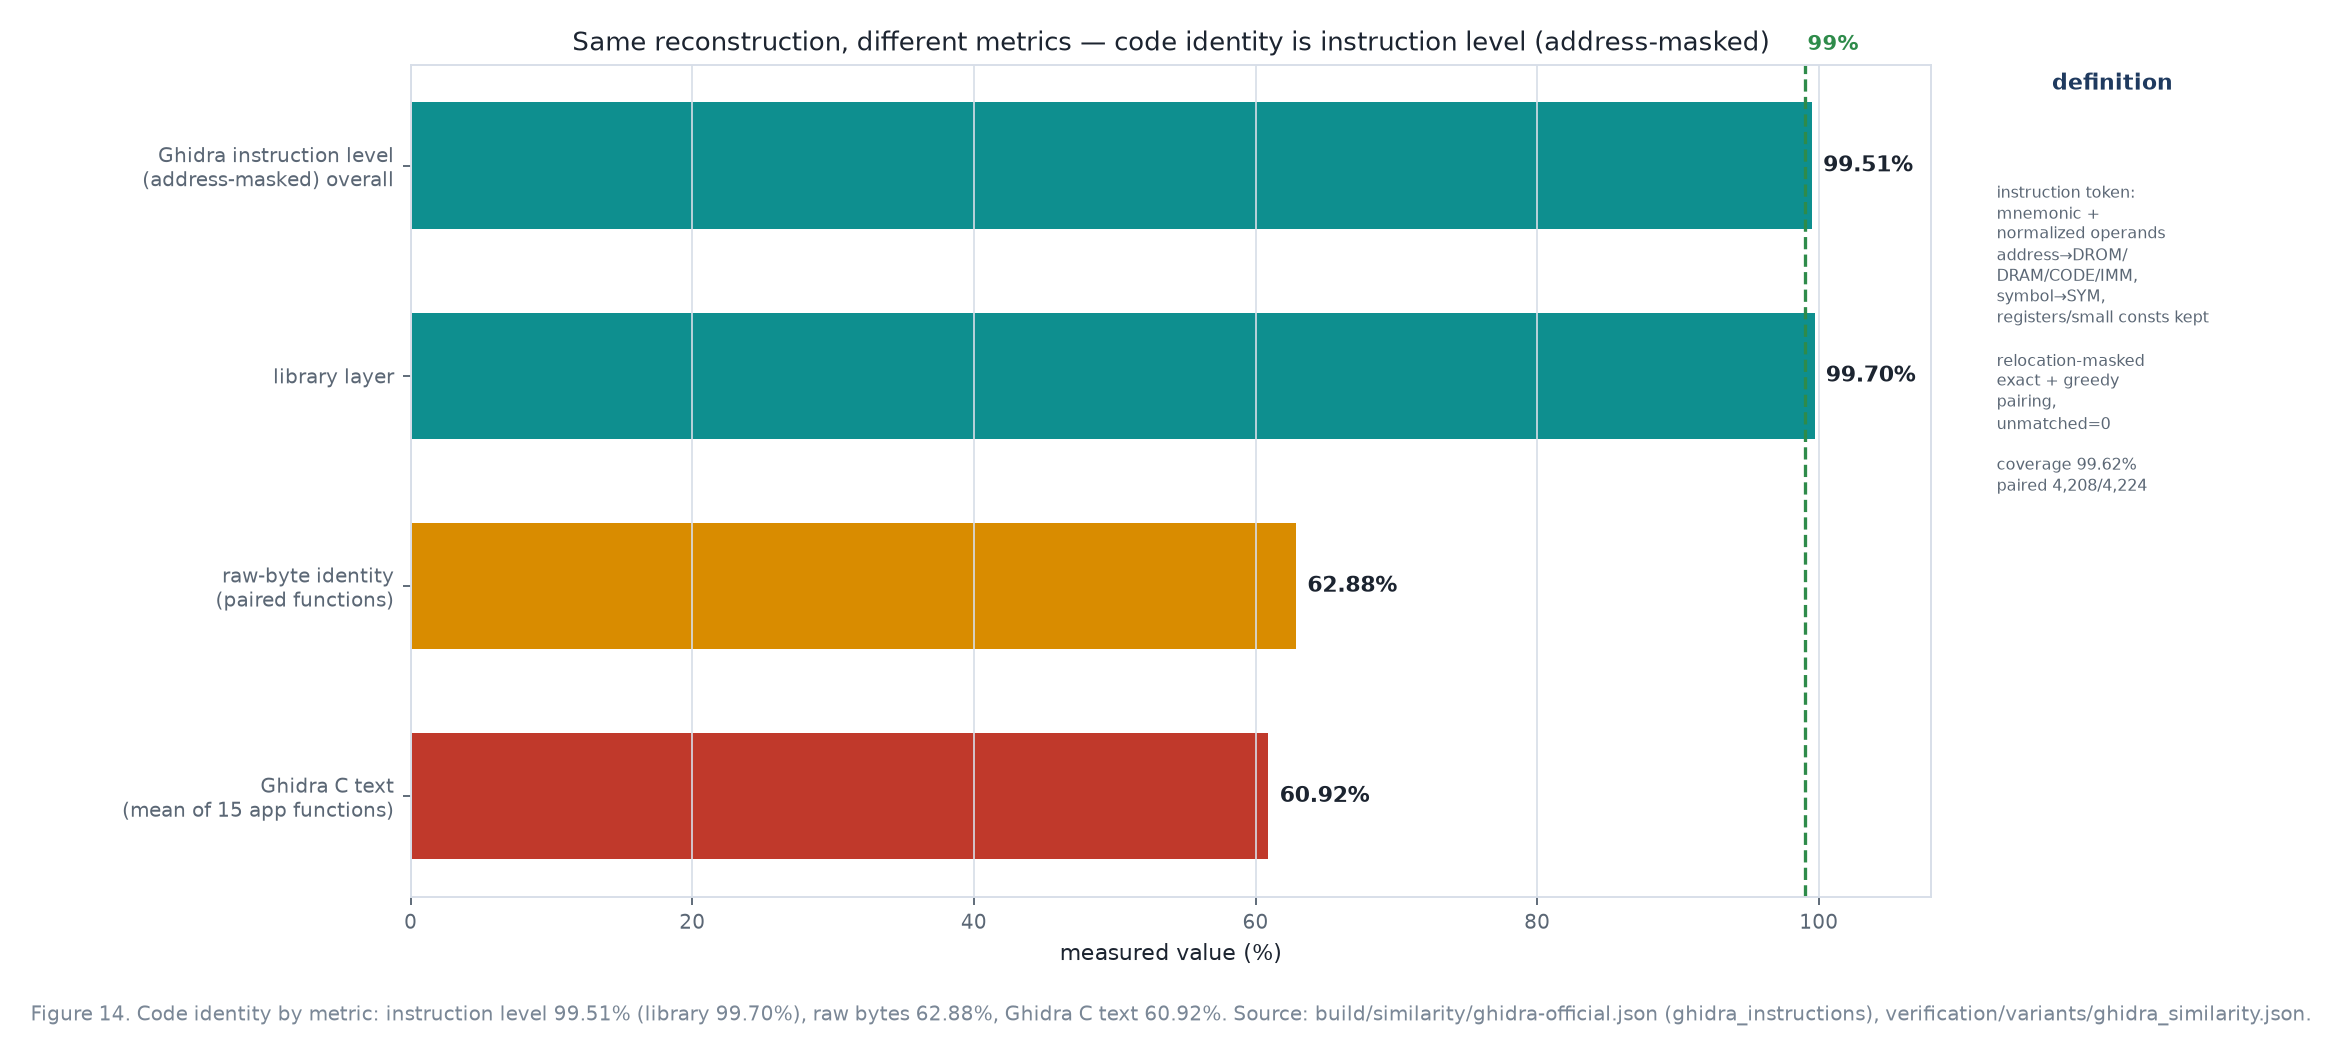 Same reconstruction, different metrics — code identity is instruction level (address-masked)
99%
definition
Ghidra instruction level
(address-masked) overall
99.51%
library layer
99.70%
raw-byte identity
(paired functions)
62.88%
Ghidra C text
(mean of 15 app functions)
60.92%
instruction token:
mnemonic +
normalized operands
address→DROM/
DRAM/CODE/IMM,
symbol→SYM,
registers/small consts kept
relocation-masked
exact + greedy
pairing,
unmatched=0
coverage 99.62%
paired 4,208/4,224
0 20 40 60 80 100
measured value (%)
Figure 14. Code identity by metric: instruction level 99.51% (library 99.70%), raw bytes 62.88%, Ghidra C text 60.92%. Source: build/similarity/ghidra-official.json (ghidra_instructions), verification/variants/ghidra_similarity.json.